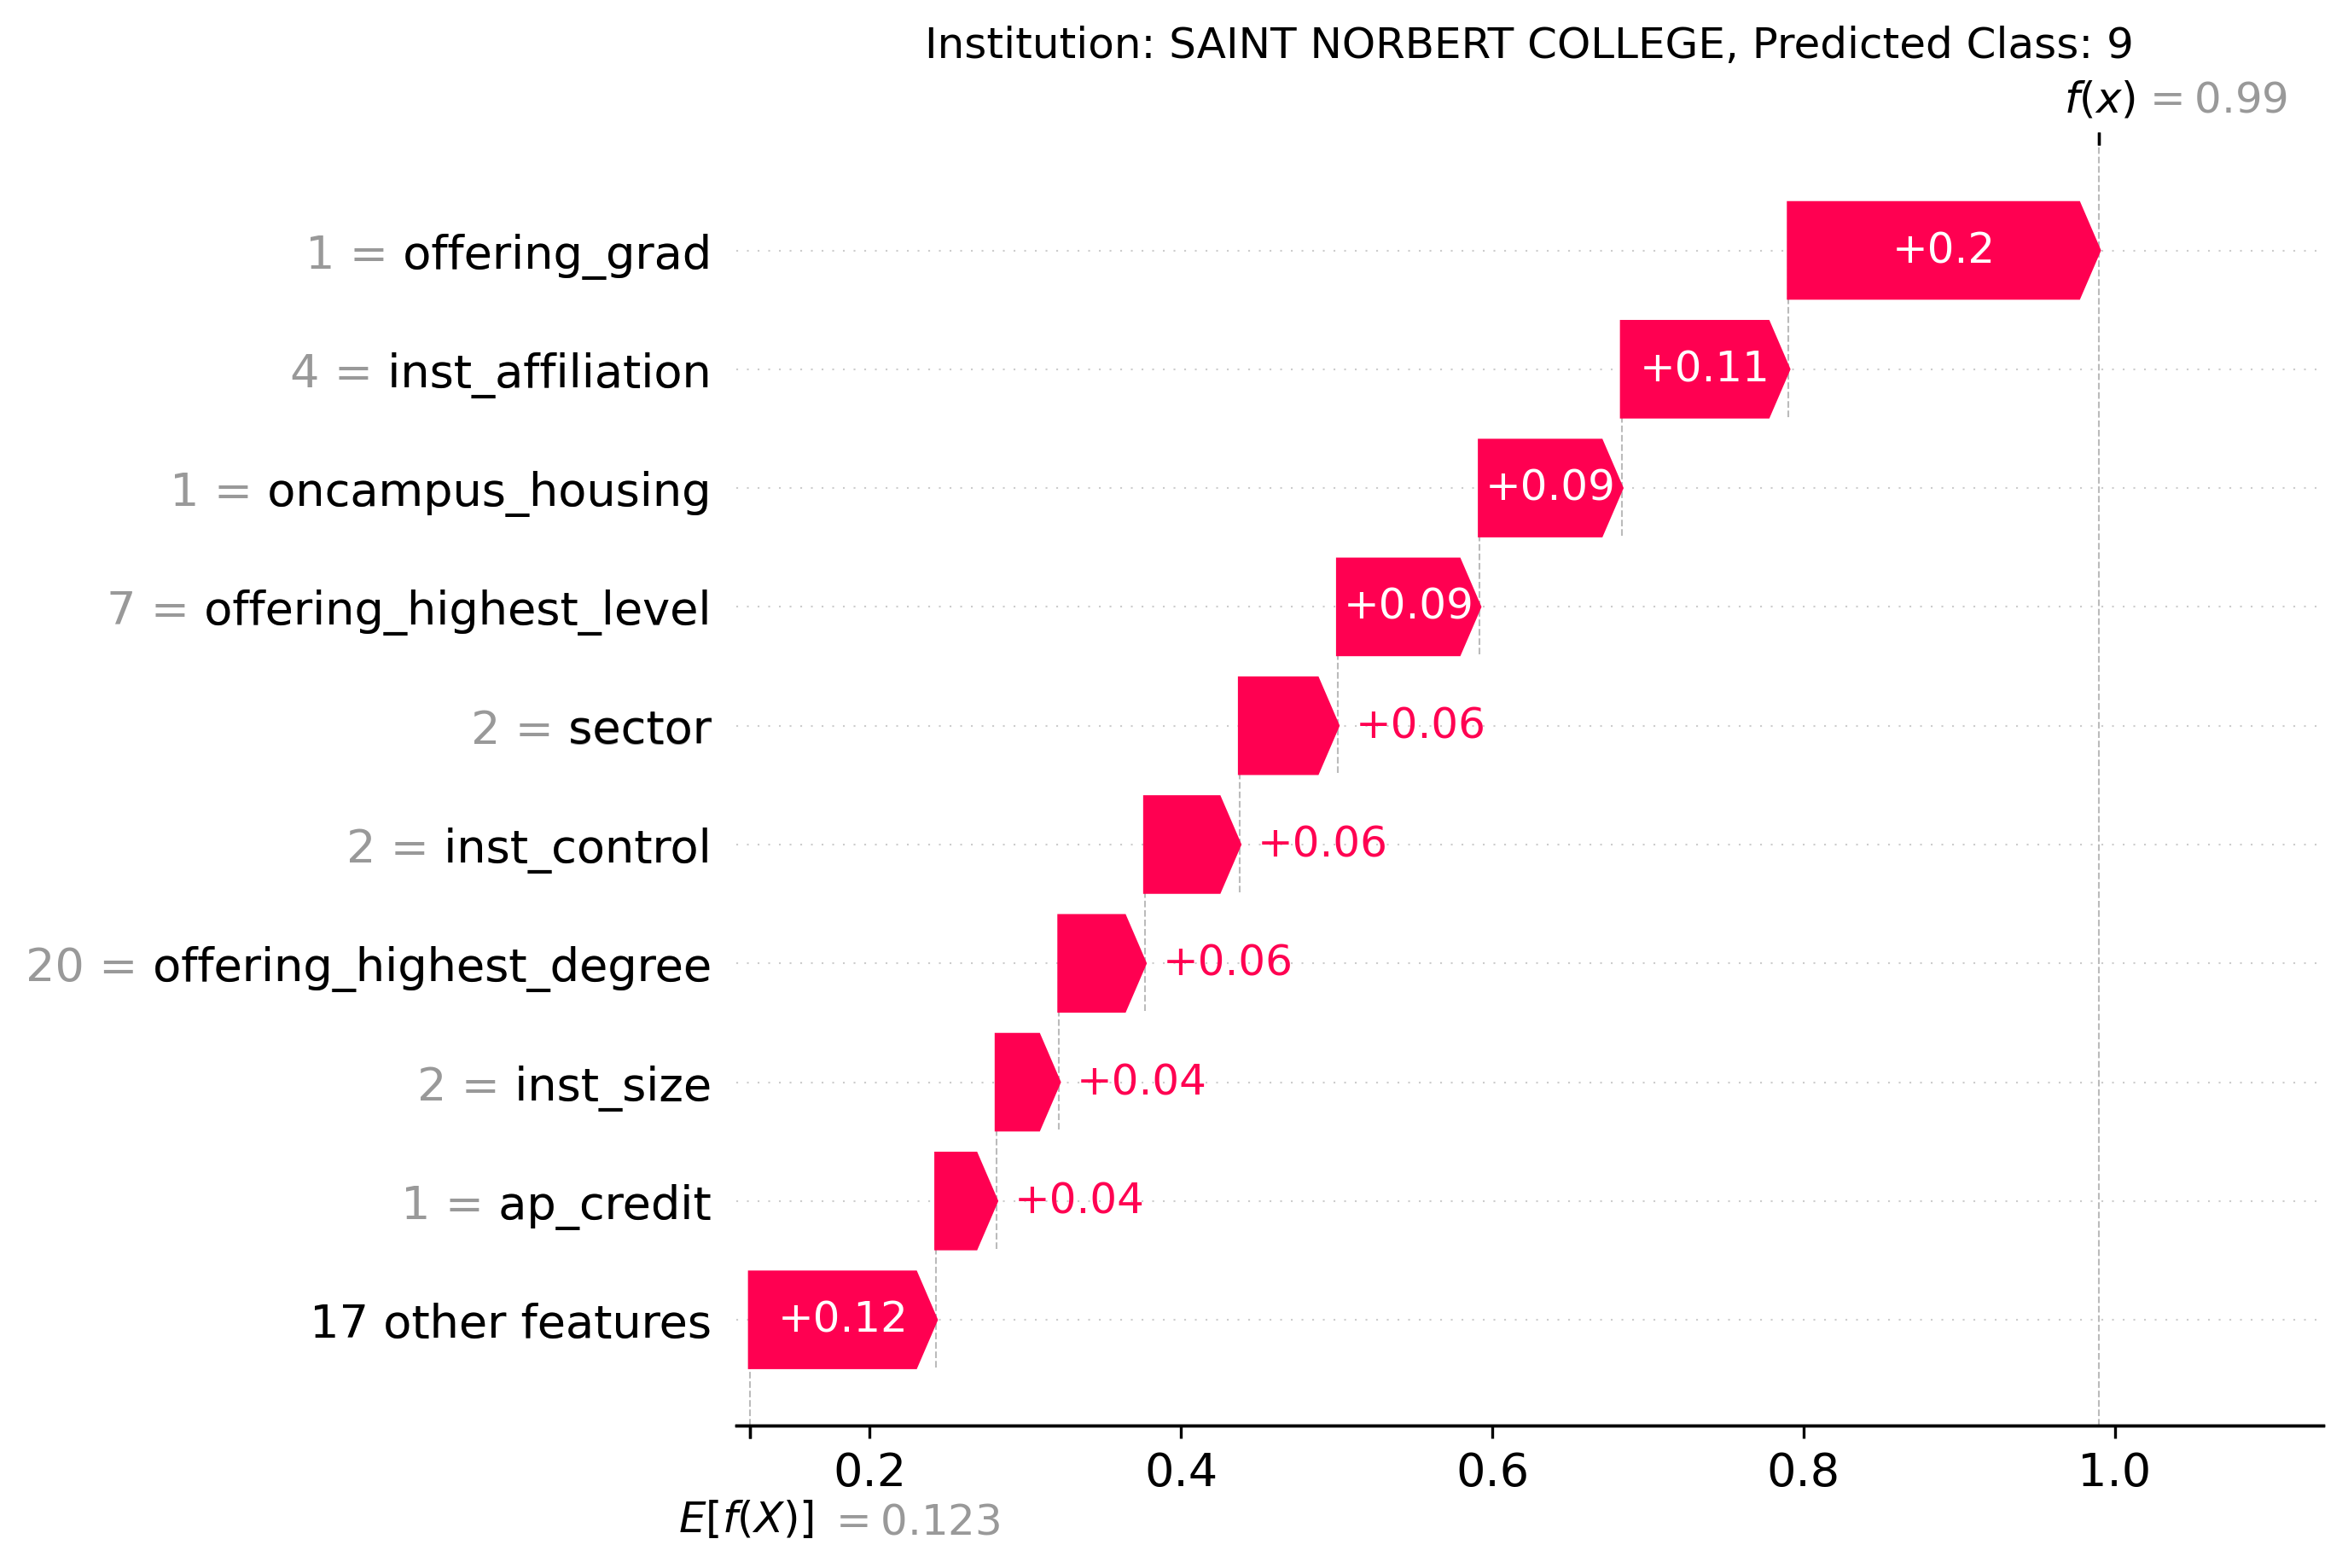 Institution: SAINT NORBERT COLLEGE, Predicted Class: 9
f(x) = 0.99
1 = offering_grad +0.2
4 = inst_affiliation +0.11
1 = oncampus_housing +0.09
7 = offering_highest_level +0.09
2 = sector +0.06
2 = inst_control +0.06
20 = offering_highest_degree +0.06
2 = inst_size +0.04
1 = ap_credit +0.04
17 other features +0.12
0.2 0.4 0.6 0.8 1.0
E[f(X)] = 0.123